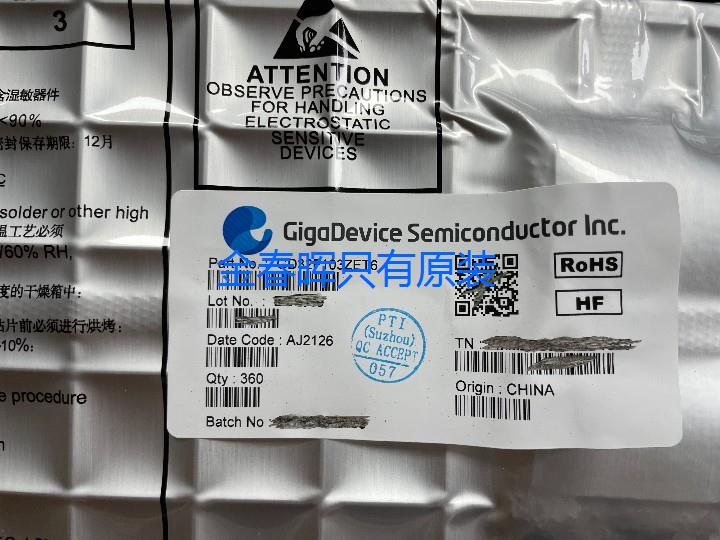 3
ATTENTION
OBSERVE PRECAUTIONS
FOR HANDLING
ELECTROSTATIC
SENSITIVE
DEVICES
含湿敏器件
<90%
密封保存期限：12月
solder or other high
温工艺必须
/60% RH,
度的干燥箱中：
贴片前必须进行烘烤：
10%：
e procedure
GigaDevice Semiconductor Inc.
Part No.
金春晖只有原装
RoHS
HF
Lot No. :
Date Code : AJ2126
Qty : 360
Batch No
PTI
(Suzhou)
QC ACCEPT
057
TN
Origin : CHINA